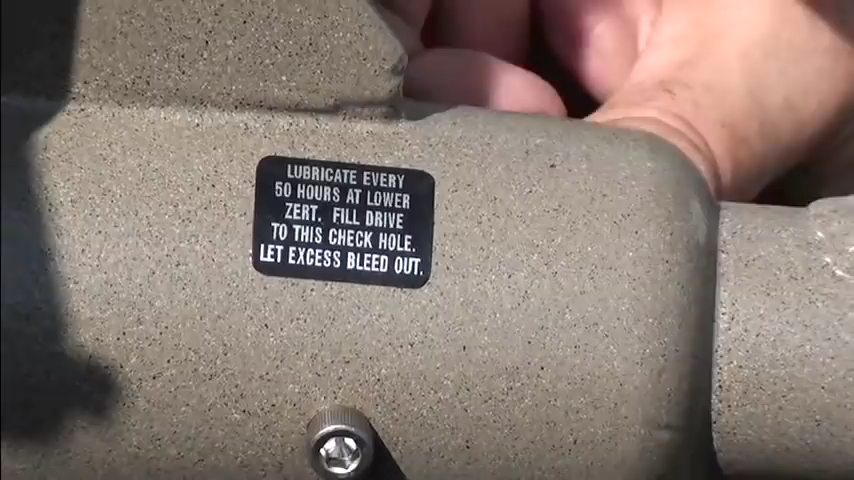 LUBRICATE EVERY
50 HOURS AT LOWER
ZERT. FILL DRIVE
TO THIS CHECK HOLE.
LET EXCESS BLEED OUT.